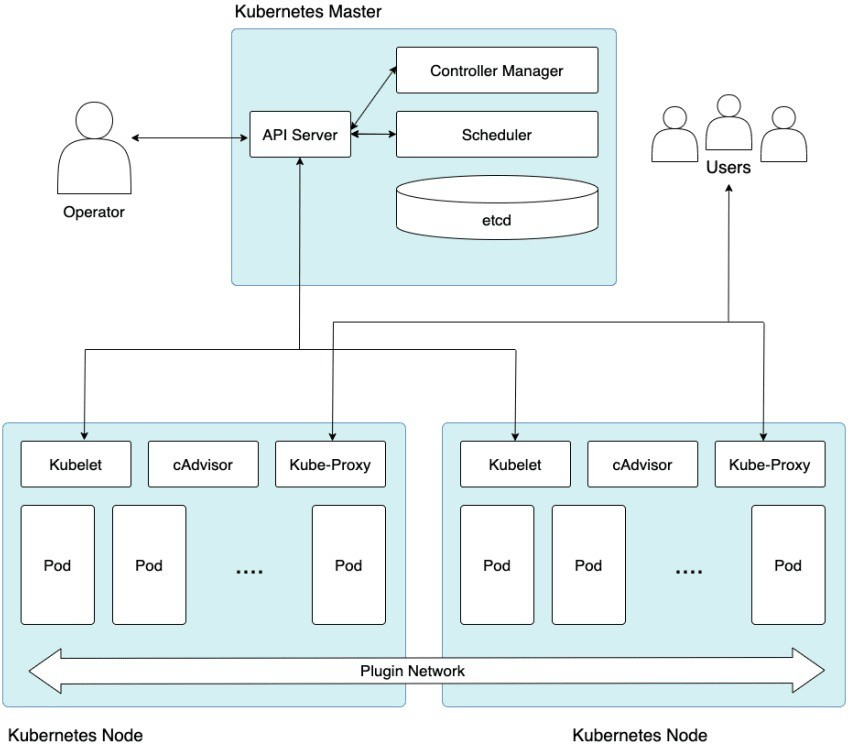 Kubernetes Master
Controller Manager
API Server
Scheduler
etcd
Operator
Users
Kubelet
cAdvisor
Kube-Proxy
Kubelet
cAdvisor
Kube-Proxy
Pod
Pod
....
Pod
Pod
Pod
....
Pod
Plugin Network
Kubernetes Node
Kubernetes Node